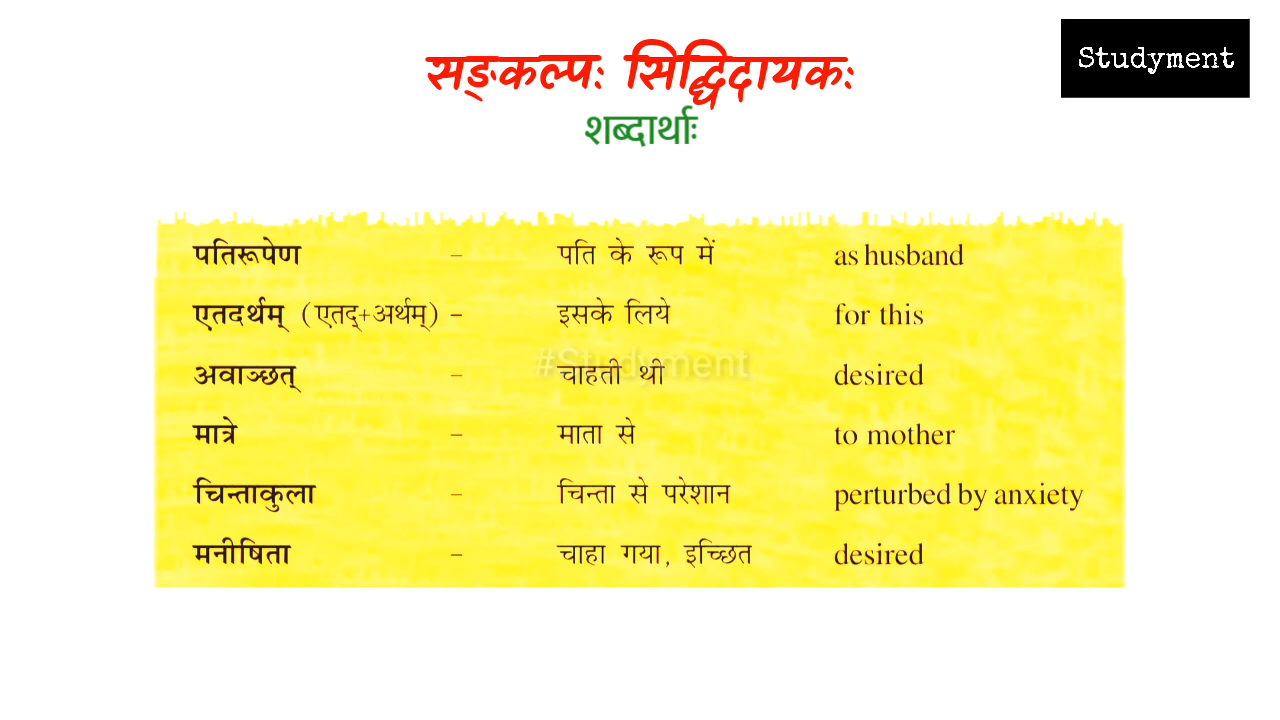 Studyment
सङ्कल्पः सिद्धिदायकः
शब्दार्थाः
पतिरूपेण – पति के रूप में as husband
एतदर्थम् (एतद्+अर्थम्) – इसके लिये for this
#Studyment
अवाञ्छत् – चाहती थी desired
मात्रे – माता से to mother
चिन्ताकुला – चिन्ता से परेशान perturbed by anxiety
मनीषिता – चाहा गया, इच्छित desired